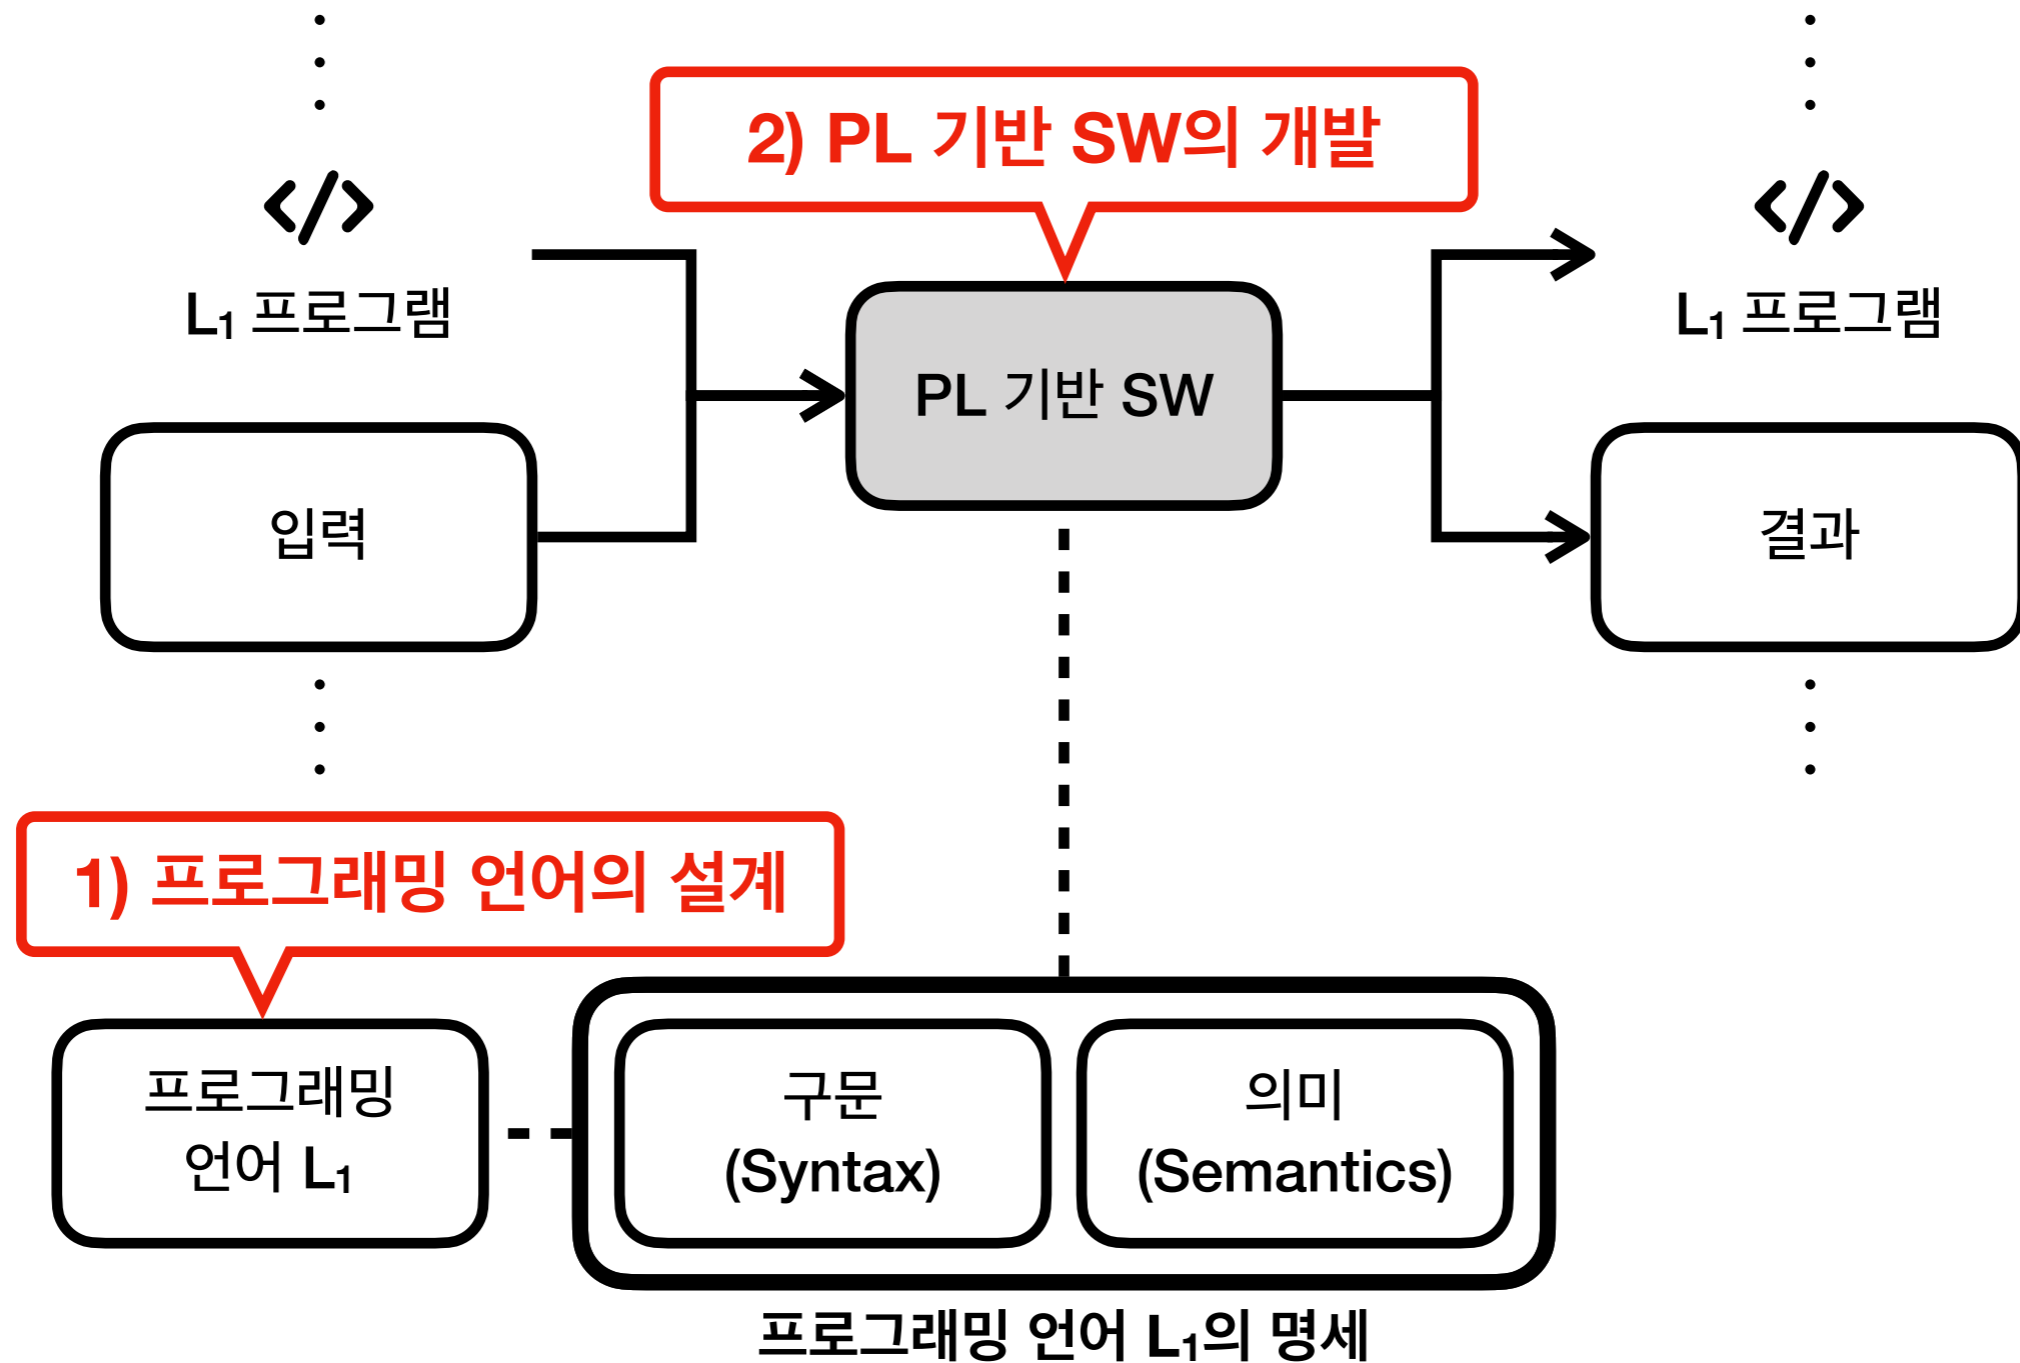 2) PL 기반 SW의 개발
</>
</>
L₁ 프로그램
L₁ 프로그램
PL 기반 SW
입력
결과
1) 프로그래밍 언어의 설계
프로그래밍
언어 L₁
구문
(Syntax)
의미
(Semantics)
프로그래밍 언어 L₁의 명세